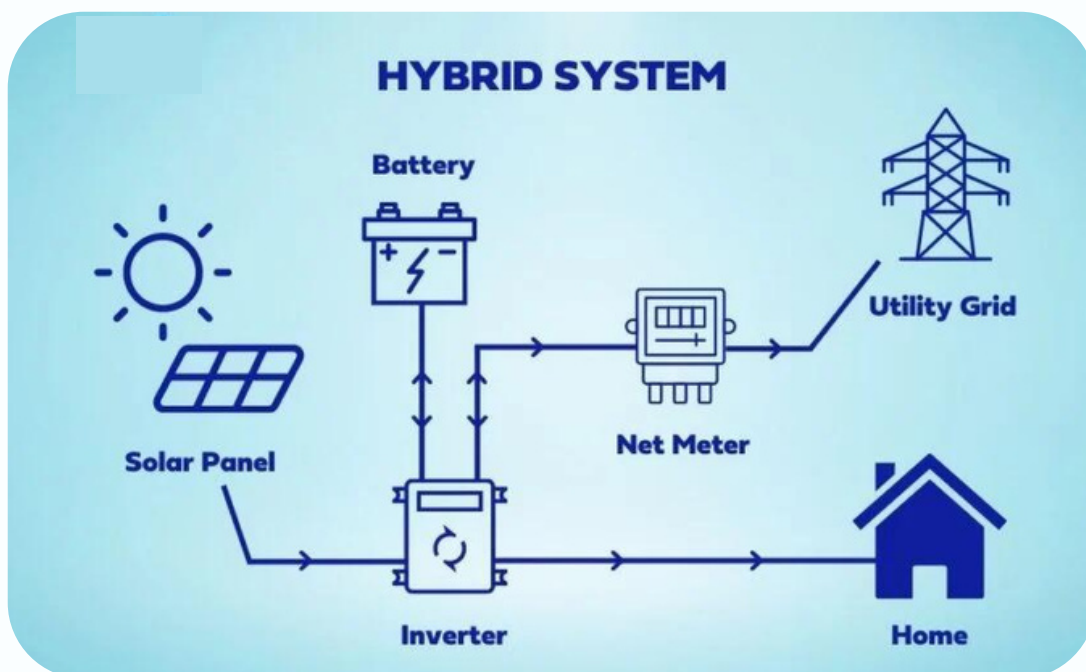 HYBRID SYSTEM
Battery
Utility Grid
Solar Panel
Net Meter
Inverter
Home